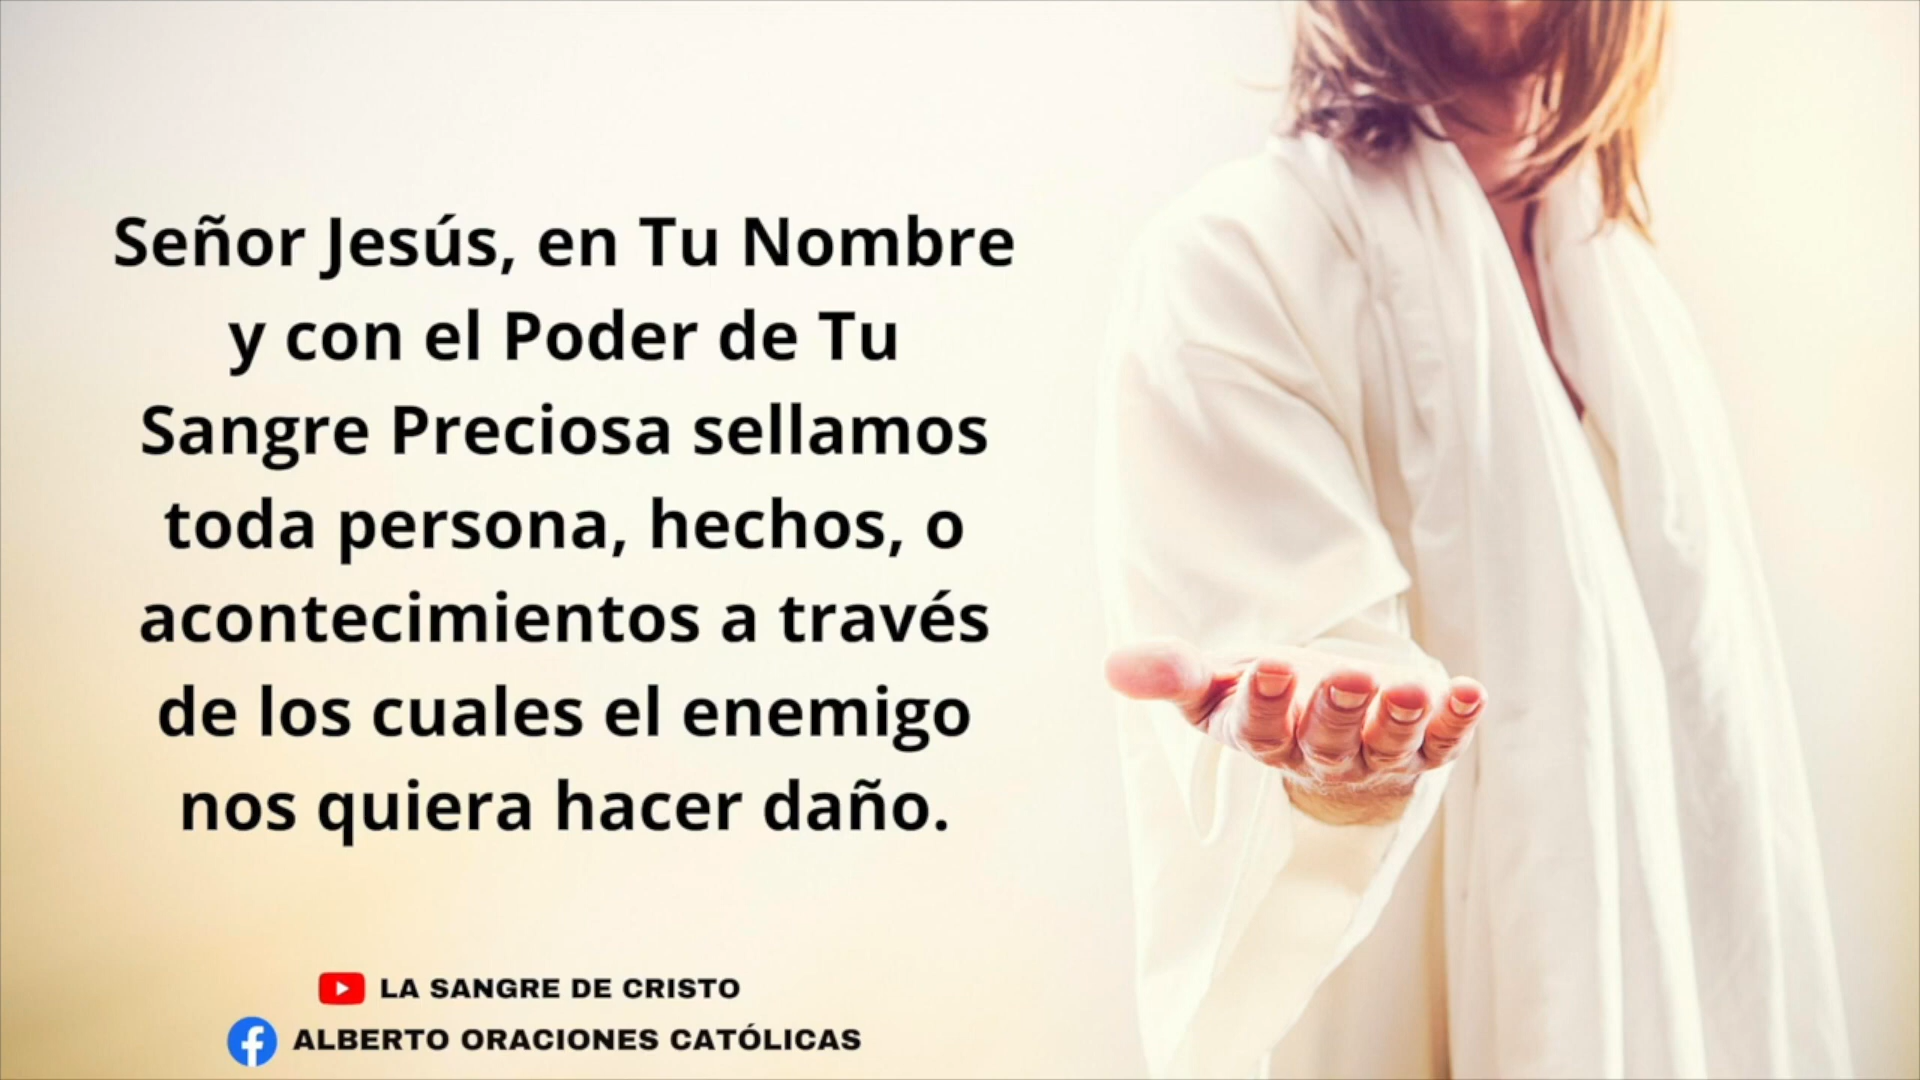 Señor Jesús, en Tu Nombre
y con el Poder de Tu
Sangre Preciosa sellamos
toda persona, hechos, o
acontecimientos a través
de los cuales el enemigo
nos quiera hacer daño.
LA SANGRE DE CRISTO
ALBERTO ORACIONES CATÓLICAS